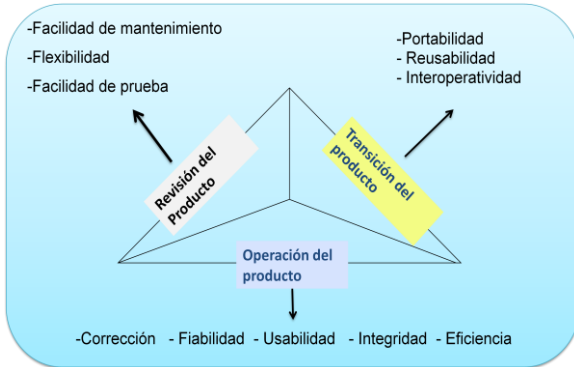 -Facilidad de mantenimiento
-Flexibilidad
-Facilidad de prueba
-Portabilidad
- Reusabilidad
- Interoperatividad
Revisión del
Producto
Transición del
producto
Operación del
producto
-Corrección - Fiabilidad - Usabilidad - Integridad - Eficiencia